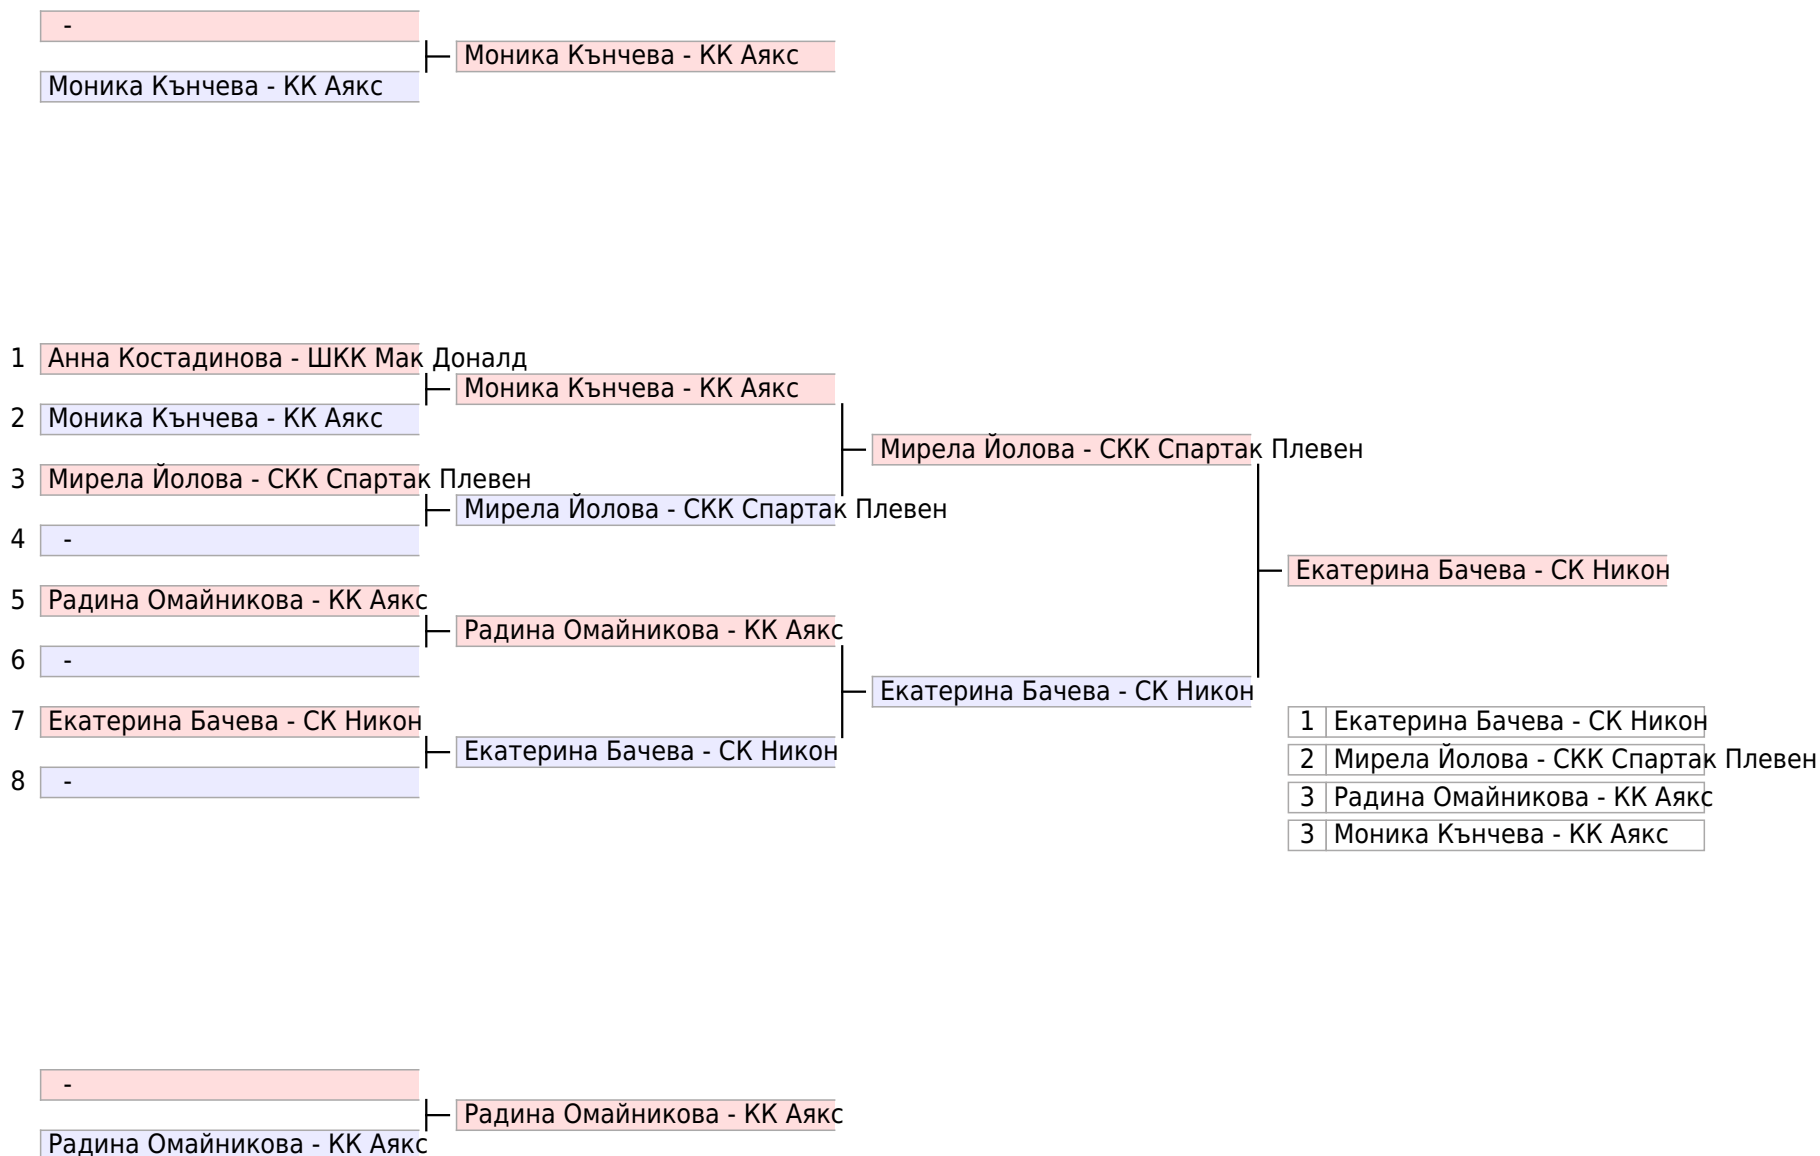 -
Моника Кънчева - КК Аякс
Моника Кънчева - КК Аякс
1 Анна Костадинова - ШКК Мак Доналд
Моника Кънчева - КК Аякс
2 Моника Кънчева - КК Аякс
Мирела Йолова - СКК Спартак Плевен
3 Мирела Йолова - СКК Спартак Плевен
Мирела Йолова - СКК Спартак Плевен
4 -
Екатерина Бачева - СК Никон
5 Радина Омайникова - КК Аякс
Радина Омайникова - КК Аякс
6 -
Екатерина Бачева - СК Никон
7 Екатерина Бачева - СК Никон
Екатерина Бачева - СК Никон
8 -
1 Екатерина Бачева - СК Никон
2 Мирела Йолова - СКК Спартак Плевен
3 Радина Омайникова - КК Аякс
3 Моника Кънчева - КК Аякс
-
Радина Омайникова - КК Аякс
Радина Омайникова - КК Аякс